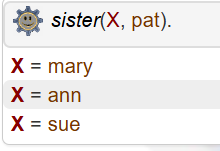 sister(X, pat).
X = mary
X = ann
X = sue